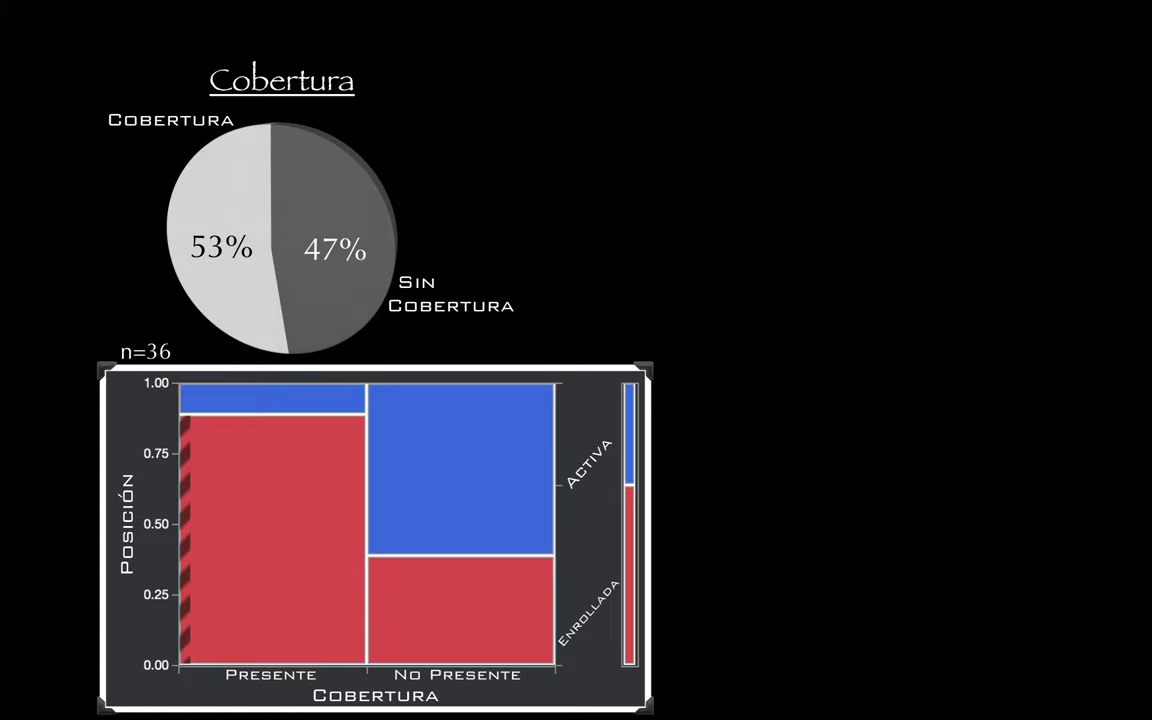 Cobertura
COBERTURA
53%
47%
SIN
COBERTURA
n=36
1.00
0.75
0.50
0.25
0.00
POSICIÓN
ACTIVA
ENROLLADA
PRESENTE
NO PRESENTE
COBERTURA